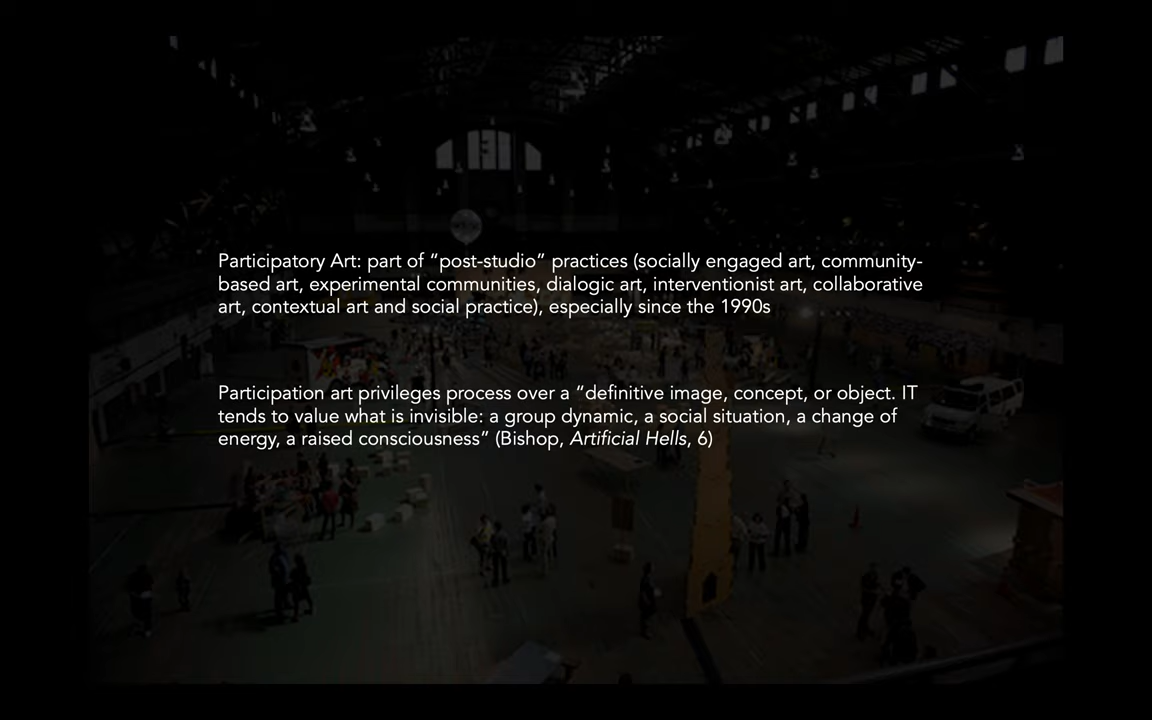 Participatory Art: part of “post-studio” practices (socially engaged art, community-
based art, experimental communities, dialogic art, interventionist art, collaborative
art, contextual art and social practice), especially since the 1990s
Participation art privileges process over a “definitive image, concept, or object. IT
tends to value what is invisible: a group dynamic, a social situation, a change of
energy, a raised consciousness” (Bishop, Artificial Hells, 6)